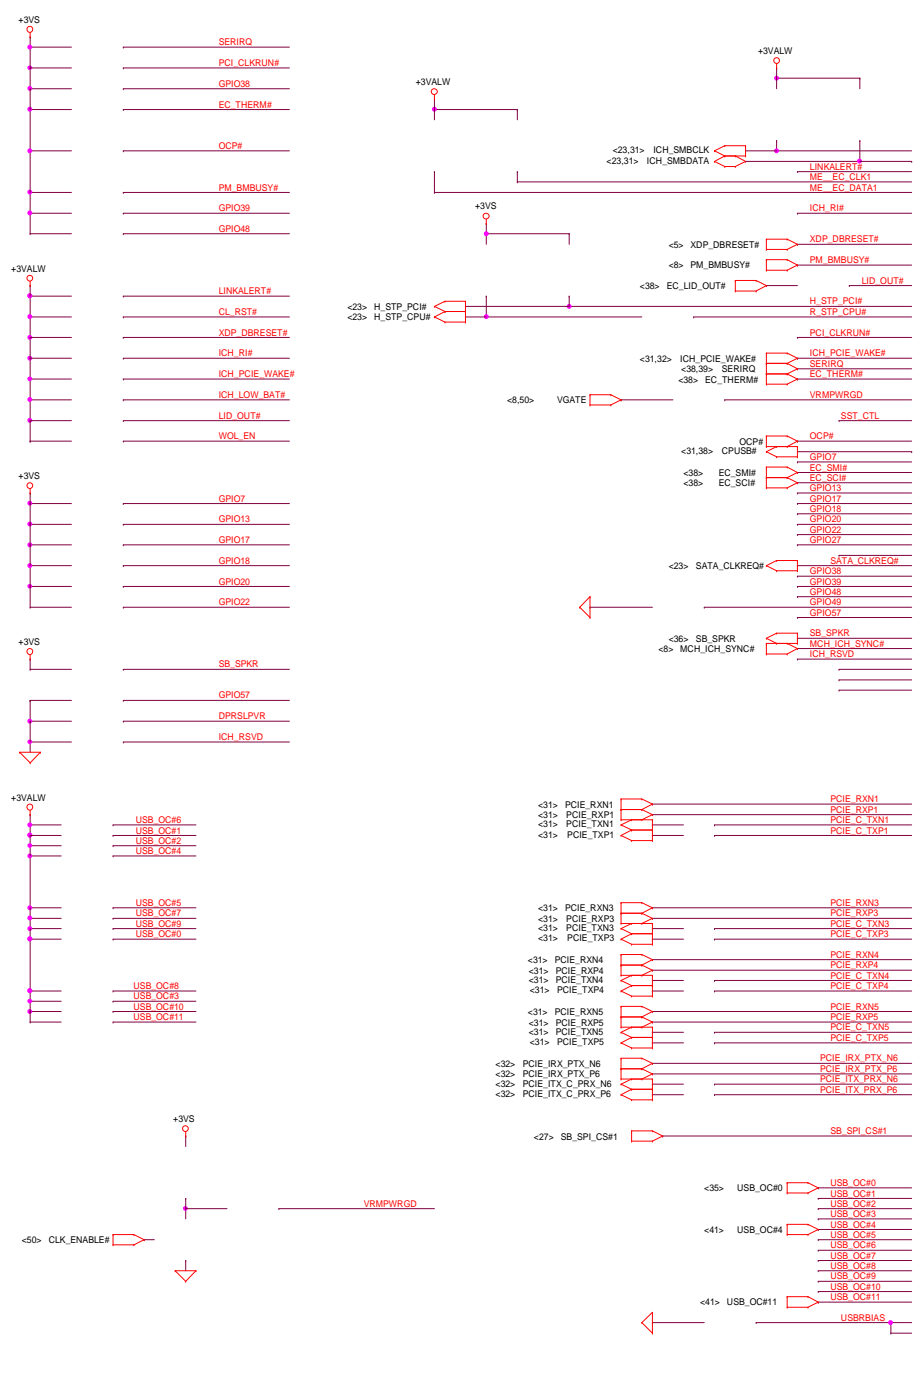 +3VS
SERIRQ
PCI_CLKRUN#
GPIO38
EC_THERM#
OCP#
PM_BMBUSY#
GPIO39
GPIO48
+3VALW
LINKALERT#
CL_RST#
XDP_DBRESET#
ICH_RI#
ICH_PCIE_WAKE#
ICH_LOW_BAT#
LID_OUT#
WOL_EN
+3VS
GPIO7
GPIO13
GPIO17
GPIO18
GPIO20
GPIO22
+3VS
SB_SPKR
GPIO57
DPRSLPVR
ICH_RSVD
+3VALW
USB_OC#6
USB_OC#1
USB_OC#2
USB_OC#4
USB_OC#5
USB_OC#7
USB_OC#9
USB_OC#0
USB_OC#8
USB_OC#3
USB_OC#10
USB_OC#11
+3VS
VRMPWRGD
<50> CLK_ENABLE#
+3VALW
+3VALW
<23,31> ICH_SMBCLK
<23,31> ICH_SMBDATA
LINKALERT#
ME__EC_CLK1
ME__EC_DATA1
+3VS
ICH_RI#
<5> XDP_DBRESET# XDP_DBRESET#
<8> PM_BMBUSY# PM_BMBUSY#
<38> EC_LID_OUT# LID_OUT#
<23> H_STP_PCI# H_STP_PCI#
<23> H_STP_CPU# R_STP_CPU#
PCI_CLKRUN#
<31,32> ICH_PCIE_WAKE# ICH_PCIE_WAKE#
<38,39> SERIRQ SERIRQ
<38> EC_THERM# EC_THERM#
<8,50> VGATE VRMPWRGD
SST_CTL
OCP# OCP#
<31,38> CPUSB#
GPIO7
<38> EC_SMI# EC_SMI#
<38> EC_SCI# EC_SCI#
GPIO13
GPIO17
GPIO18
GPIO20
GPIO22
GPIO27
<23> SATA_CLKREQ# SATA_CLKREQ#
GPIO38
GPIO39
GPIO48
GPIO49
GPIO57
<36> SB_SPKR SB_SPKR
<8> MCH_ICH_SYNC# MCH_ICH_SYNC#
ICH_RSVD
<31> PCIE_RXN1 PCIE_RXN1
<31> PCIE_RXP1 PCIE_RXP1
<31> PCIE_TXN1 PCIE_C_TXN1
<31> PCIE_TXP1 PCIE_C_TXP1
<31> PCIE_RXN3 PCIE_RXN3
<31> PCIE_RXP3 PCIE_RXP3
<31> PCIE_TXN3 PCIE_C_TXN3
<31> PCIE_TXP3 PCIE_C_TXP3
<31> PCIE_RXN4 PCIE_RXN4
<31> PCIE_RXP4 PCIE_RXP4
<31> PCIE_TXN4 PCIE_C_TXN4
<31> PCIE_TXP4 PCIE_C_TXP4
<31> PCIE_RXN5 PCIE_RXN5
<31> PCIE_RXP5 PCIE_RXP5
<31> PCIE_TXN5 PCIE_C_TXN5
<31> PCIE_TXP5 PCIE_C_TXP5
<32> PCIE_IRX_PTX_N6 PCIE_IRX_PTX_N6
<32> PCIE_IRX_PTX_P6 PCIE_IRX_PTX_P6
<32> PCIE_ITX_C_PRX_N6 PCIE_ITX_PRX_N6
<32> PCIE_ITX_C_PRX_P6 PCIE_ITX_PRX_P6
<27> SB_SPI_CS#1 SB_SPI_CS#1
<35> USB_OC#0 USB_OC#0
USB_OC#1
USB_OC#2
USB_OC#3
<41> USB_OC#4 USB_OC#4
USB_OC#5
USB_OC#6
USB_OC#7
USB_OC#8
USB_OC#9
USB_OC#10
<41> USB_OC#11 USB_OC#11
USBRBIAS